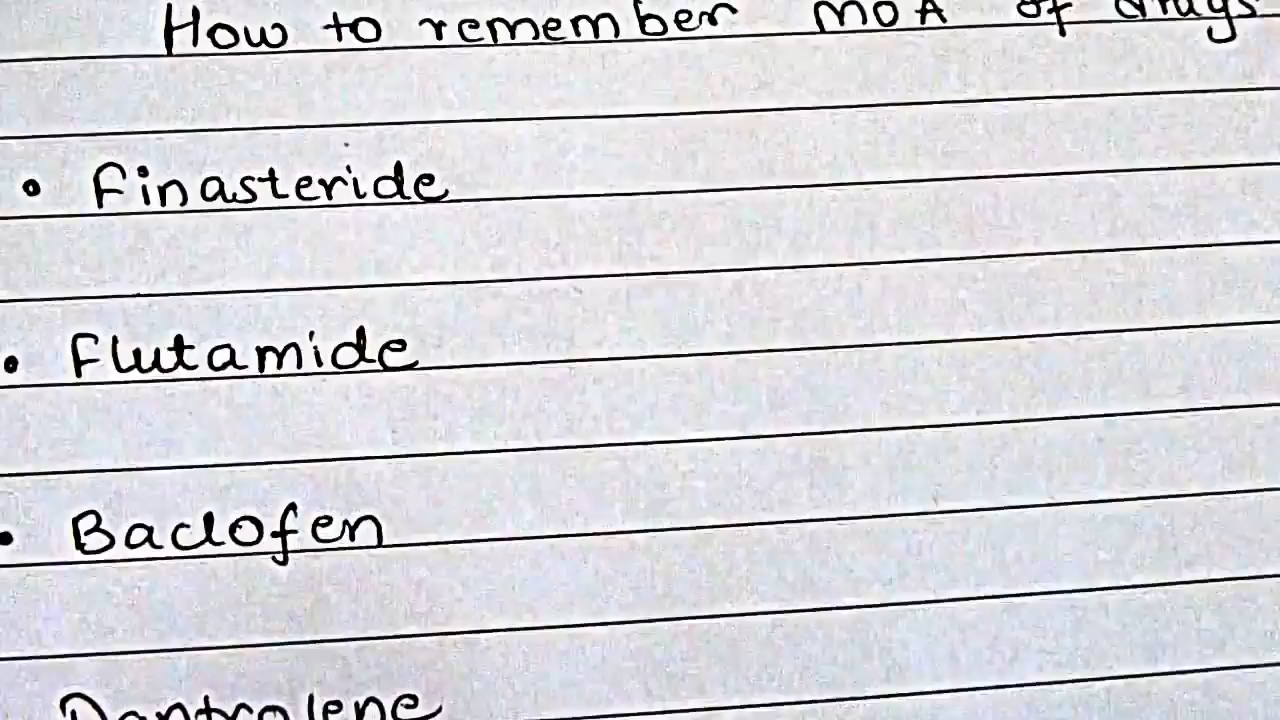 How to remember MOA of drugs
• Finasteride
• Flutamide
• Baclofen
Dantrolene